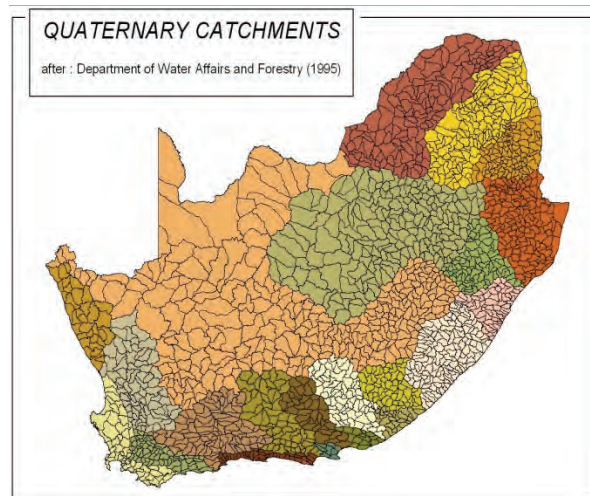 QUATERNARY CATCHMENTS
after : Department of Water Affairs and Forestry (1995)